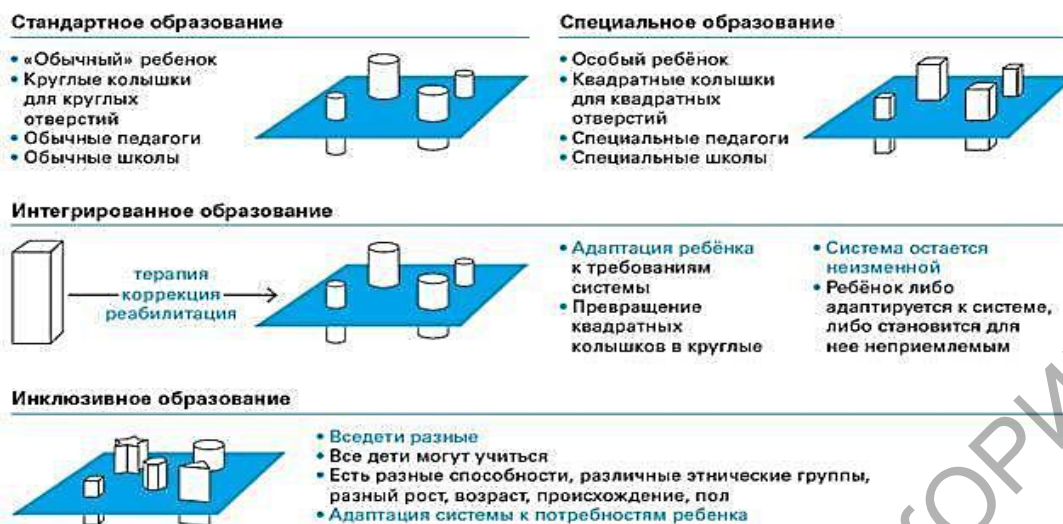 Стандартное образование
• «Обычный» ребенок
• Круглые колышки
для круглых
отверстий
• Обычные педагоги
• Обычные школы
Специальное образование
• Особый ребёнок
• Квадратные колышки
для квадратных
отверстий
• Специальные педагоги
• Специальные школы
Интегрированное образование
терапия
коррекция
реабилитация
• Адаптация ребёнка
к требованиям
системы
• Превращение
квадратных
колышков в круглые
• Система остается
неизменной
• Ребёнок либо
адаптируется к системе,
либо становится для
нее неприемлемым
Инклюзивное образование
• Вседети разные
• Все дети могут учиться
• Есть разные способности, различные этнические группы,
разный рост, возраст, происхождение, пол
• Адаптация системы к потребностям ребенка